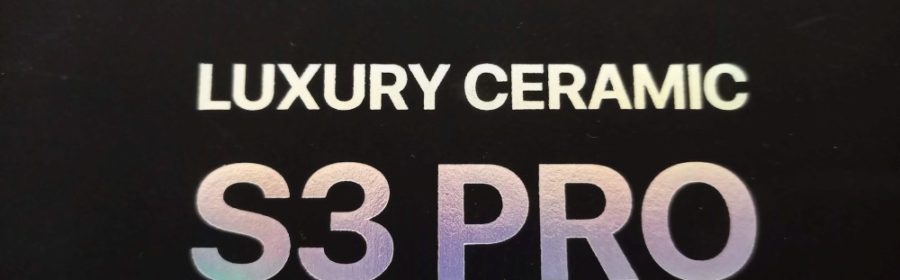 LUXURY CERAMIC
S3 PRO